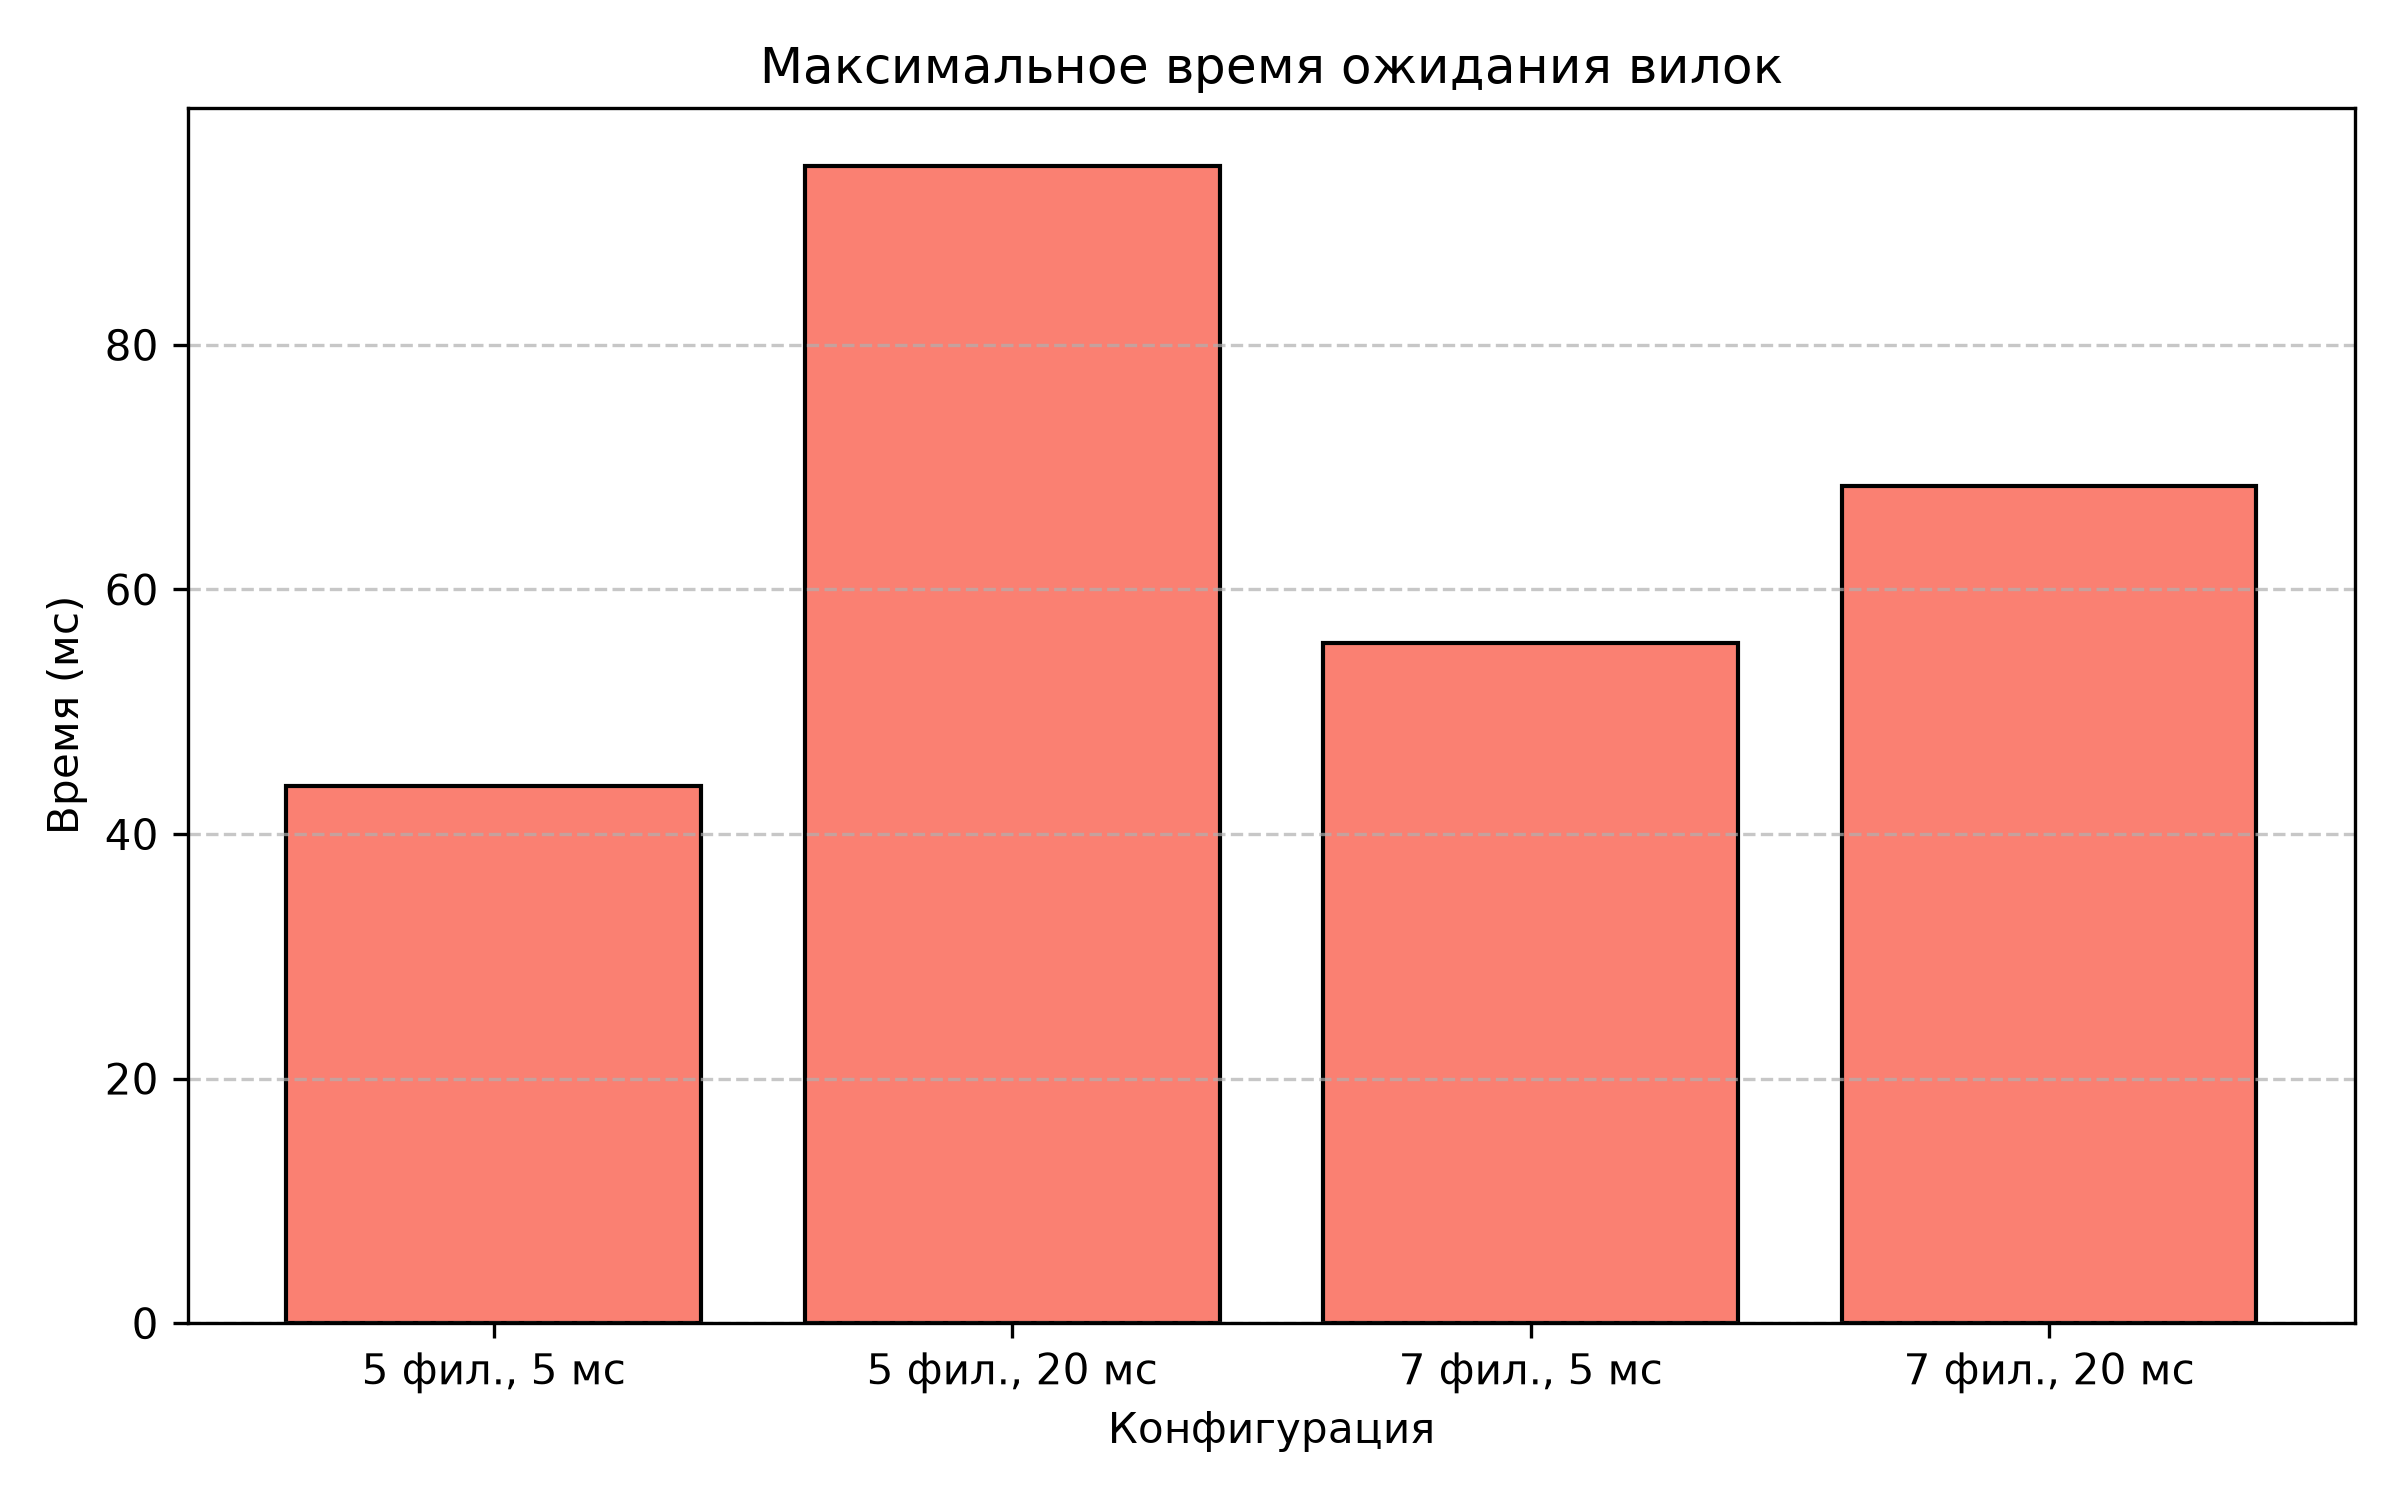 Максимальное время ожидания вилок
Время (мс)
80
60
40
20
0
5 фил., 5 мс
5 фил., 20 мс
7 фил., 5 мс
7 фил., 20 мс
Конфигурация